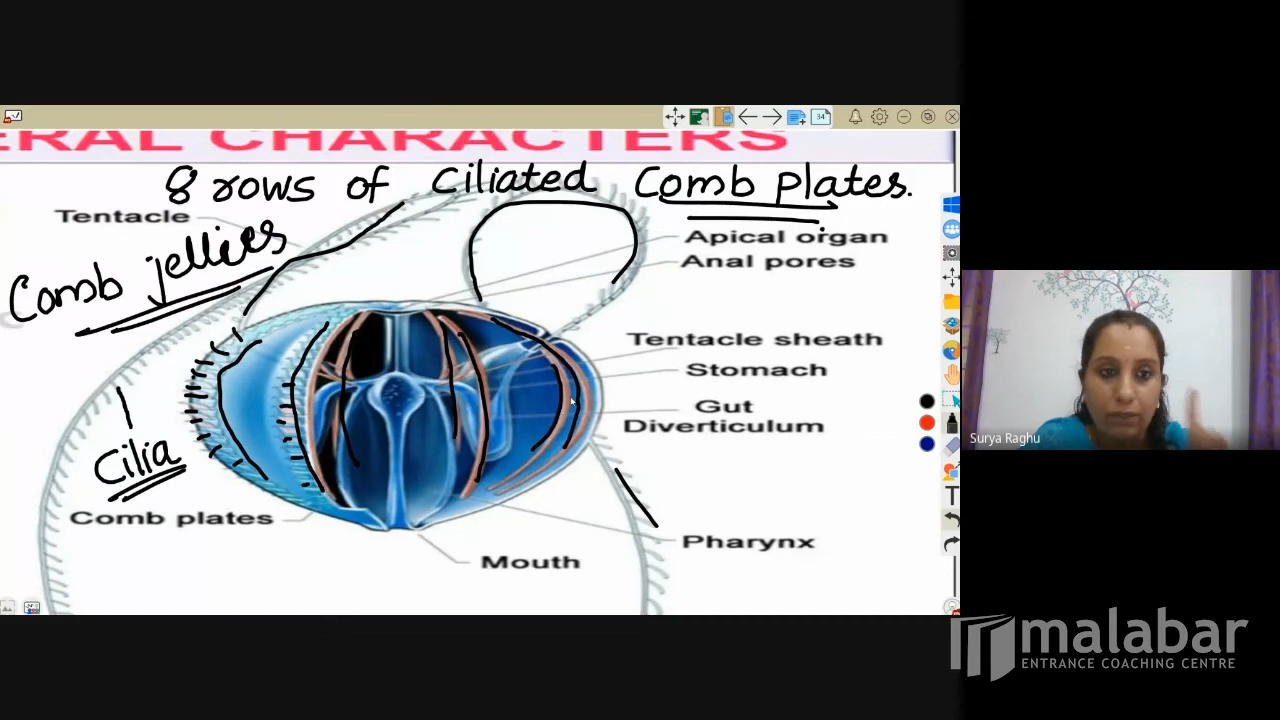 ERAL CHARACTERS
8 rows of Ciliated Comb plates.
Tentacle
Comb jellies
Apical organ
Anal pores
Tentacle sheath
Stomach
Gut
Diverticulum
Cilia
Comb plates
Pharynx
Mouth
34
T
Surya Raghu
malabar
ENTRANCE COACHING CENTRE